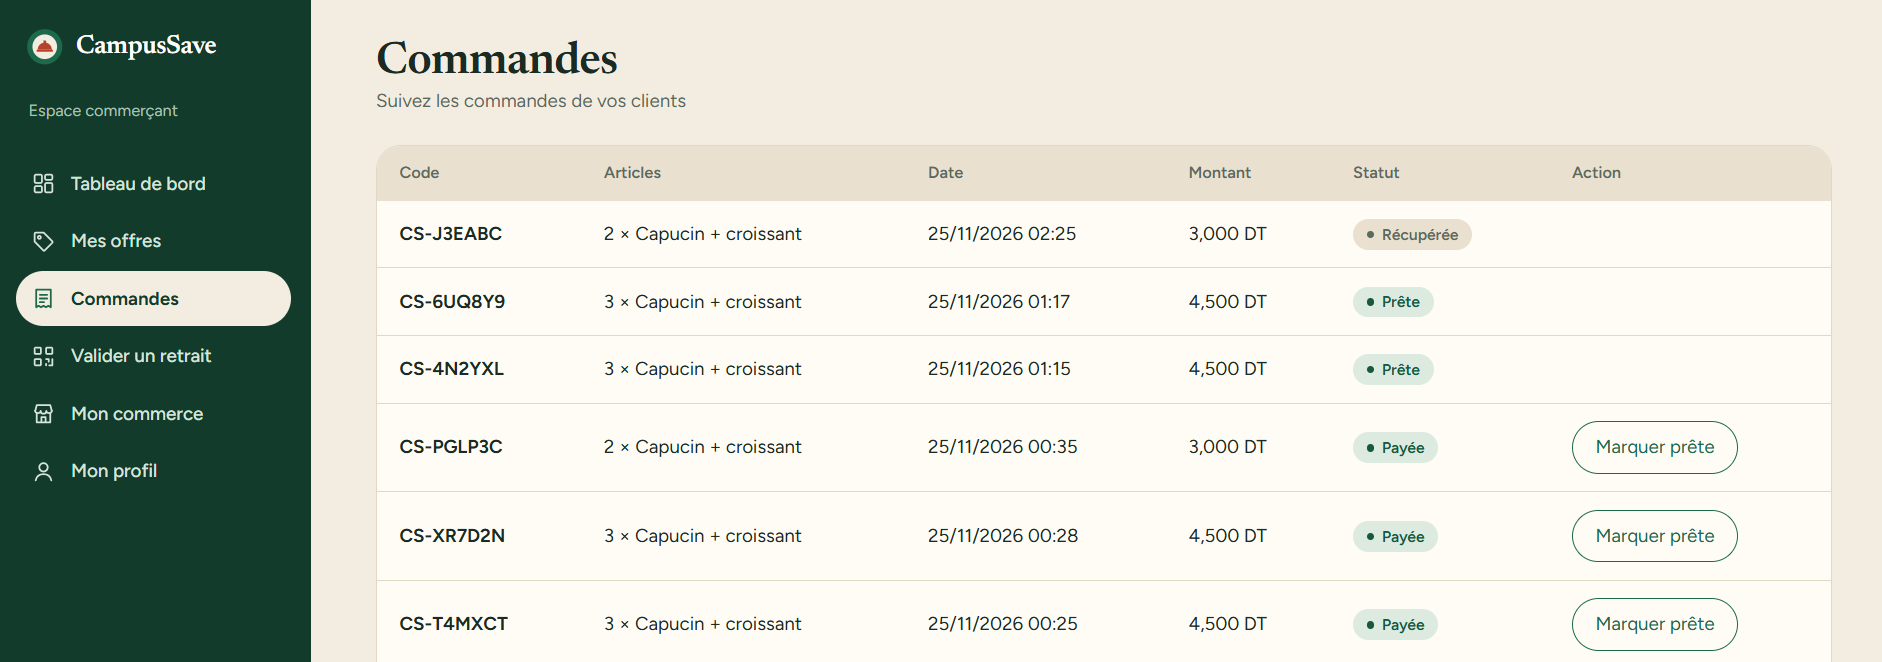 CampusSave
Espace commerçant
Tableau de bord
Mes offres
Commandes
Valider un retrait
Mon commerce
Mon profil
Commandes
Suivez les commandes de vos clients
Code Articles Date Montant Statut Action
CS-J3EABC 2 × Capucin + croissant 25/11/2026 02:25 3,000 DT Récupérée
CS-6UQ8Y9 3 × Capucin + croissant 25/11/2026 01:17 4,500 DT Prête
CS-4N2YXL 3 × Capucin + croissant 25/11/2026 01:15 4,500 DT Prête
CS-PGLP3C 2 × Capucin + croissant 25/11/2026 00:35 3,000 DT Payée Marquer prête
CS-XR7D2N 3 × Capucin + croissant 25/11/2026 00:28 4,500 DT Payée Marquer prête
CS-T4MXCT 3 × Capucin + croissant 25/11/2026 00:25 4,500 DT Payée Marquer prête